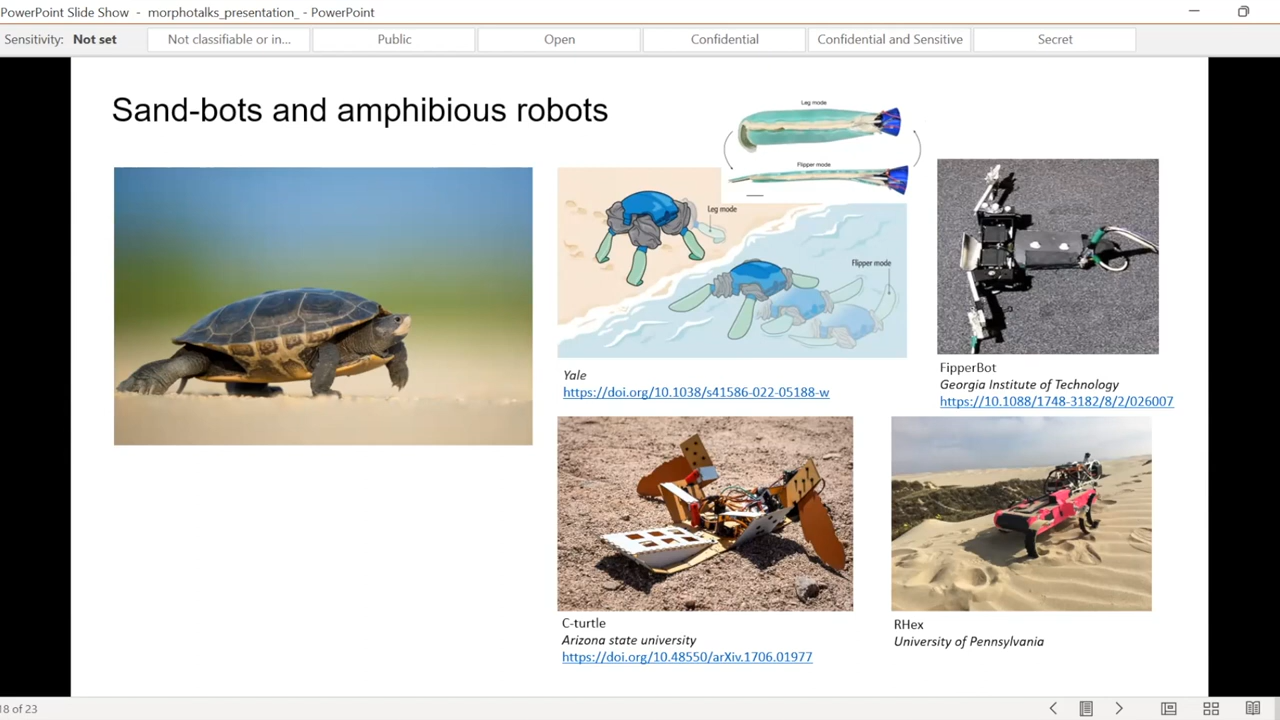 PowerPoint Slide Show - morphotalks_presentation_ - PowerPoint
Sensitivity: Not set
Not classifiable or in...
Public
Open
Confidential
Confidential and Sensitive
Secret
Sand-bots and amphibious robots
Leg mode
Flipper mode
Leg mode
Flipper mode
Yale
https://doi.org/10.1038/s41586-022-05188-w
FipperBot
Georgia Institute of Technology
https://10.1088/1748-3182/8/2/026007
C-turtle
Arizona state university
https://doi.org/10.48550/arXiv.1706.01977
RHex
University of Pennsylvania
18 of 23